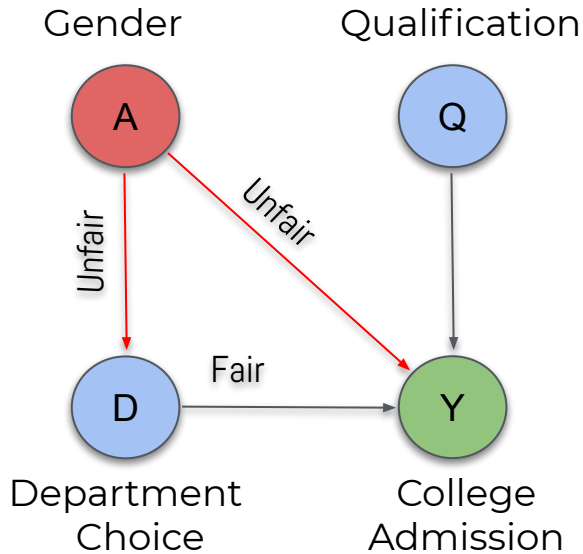 Gender
Qualification
A
Q
Unfair
Unfair
Fair
D
Y
Department
Choice
College
Admission